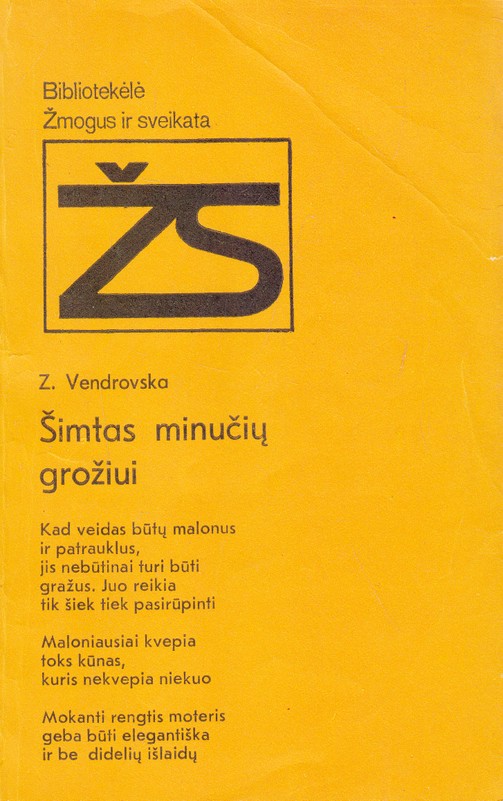 Bibliotekėlė
Žmogus ir sveikata
ŽS
Z. Vendrovska
Šimtas minučių
grožiui
Kad veidas būtų malonus
ir patrauklus,
jis nebūtinai turi būti
gražus. Juo reikia
tik šiek tiek pasirūpinti
Maloniausiai kvepia
toks kūnas,
kuris nekvepia niekuo
Mokanti rengtis moteris
geba būti elegantiška
ir be didelių išlaidų